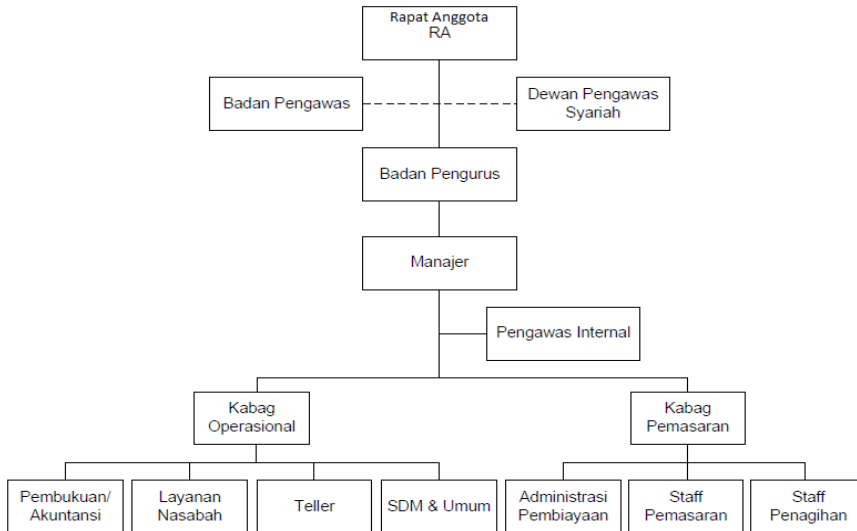 Rapat Anggota
RA
Badan Pengawas
Dewan Pengawas
Syariah
Badan Pengurus
Manajer
Pengawas Internal
Kabag
Operasional
Kabag
Pemasaran
Pembukuan/
Akuntansi
Layanan
Nasabah
Teller
SDM & Umum
Administrasi
Pembiayaan
Staff
Pemasaran
Staff
Penagihan